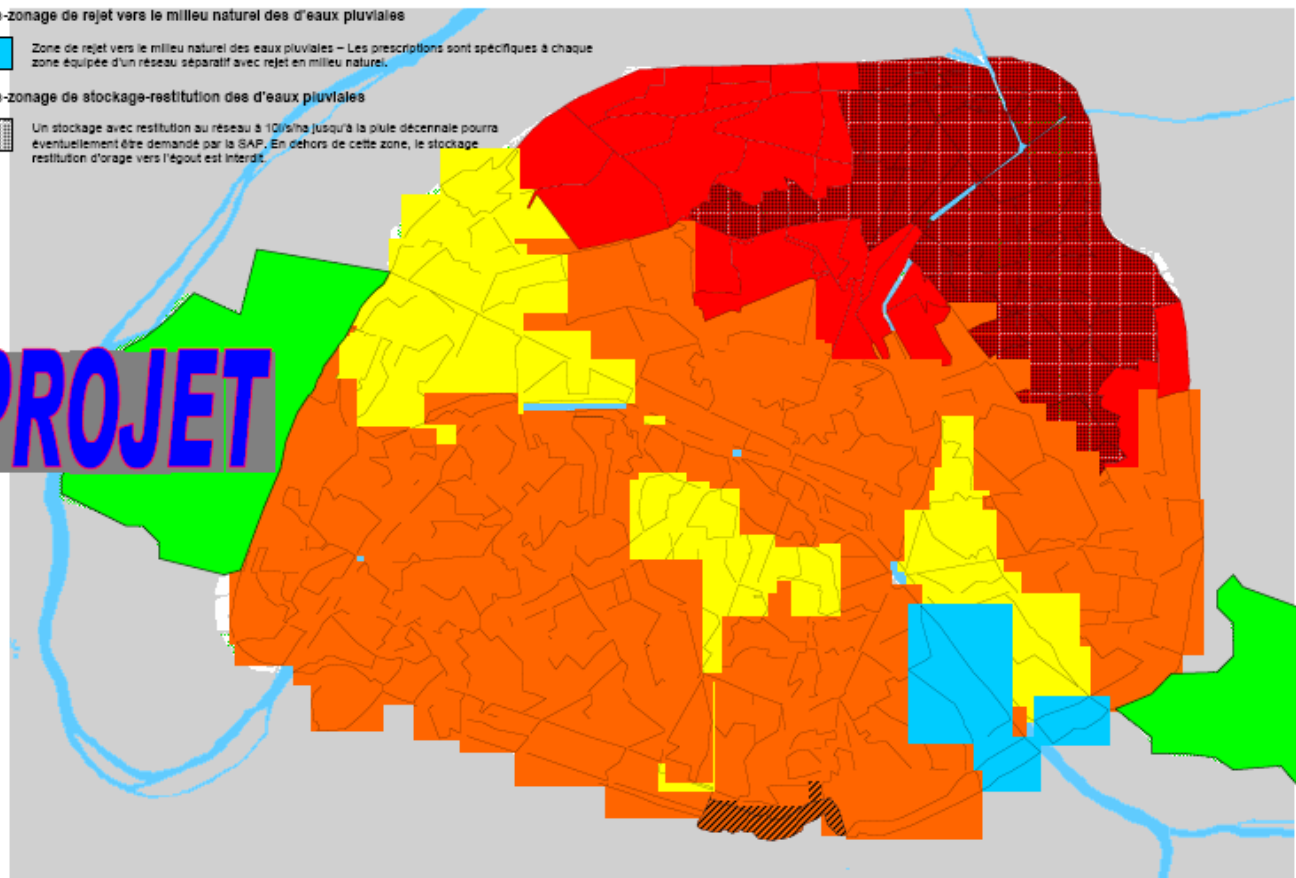 -zonage de rejet vers le milieu naturel des d'eaux pluviales
Zone de rejet vers le milieu naturel des eaux pluviales – Les prescriptions sont spécifiques à chaque
zone équipée d'un réseau séparatif avec rejet en milieu naturel.
-zonage de stockage-restitution des d'eaux pluviales
Un stockage avec restitution au réseau à 10l/s/ha jusqu'à la pluie décennale pourra
éventuellement être demandé par la SAP. En dehors de cette zone, le stockage
restitution d'orage vers l'égout est interdit.
PROJET